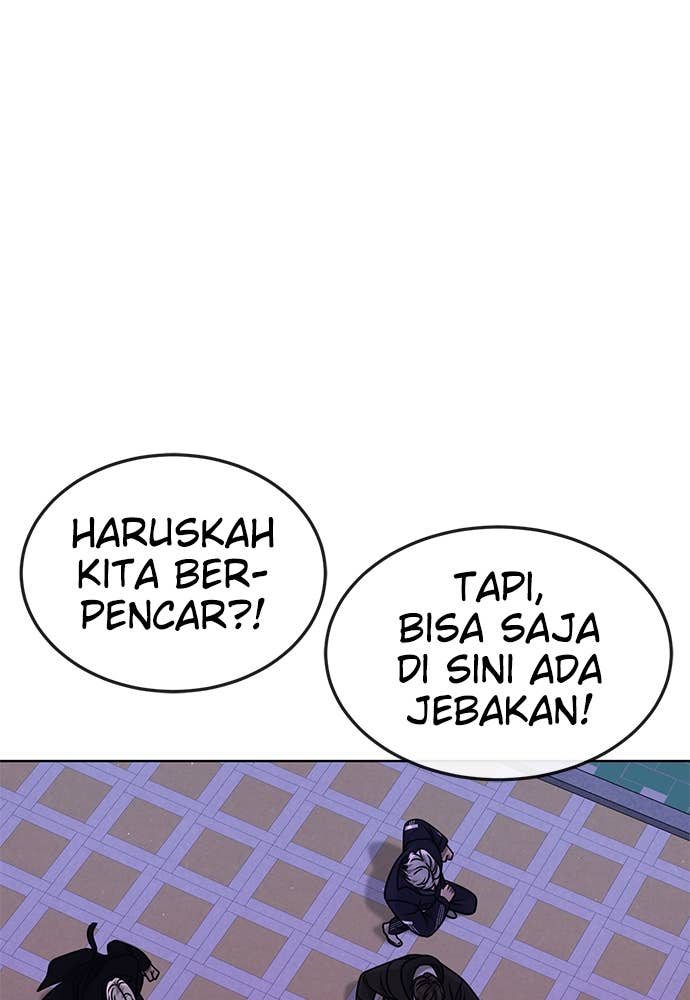 HARUSKAH
KITA BER-
PENCAR?!
TAPI,
BISA SAJA
DI SINI ADA
JEBAKAN!